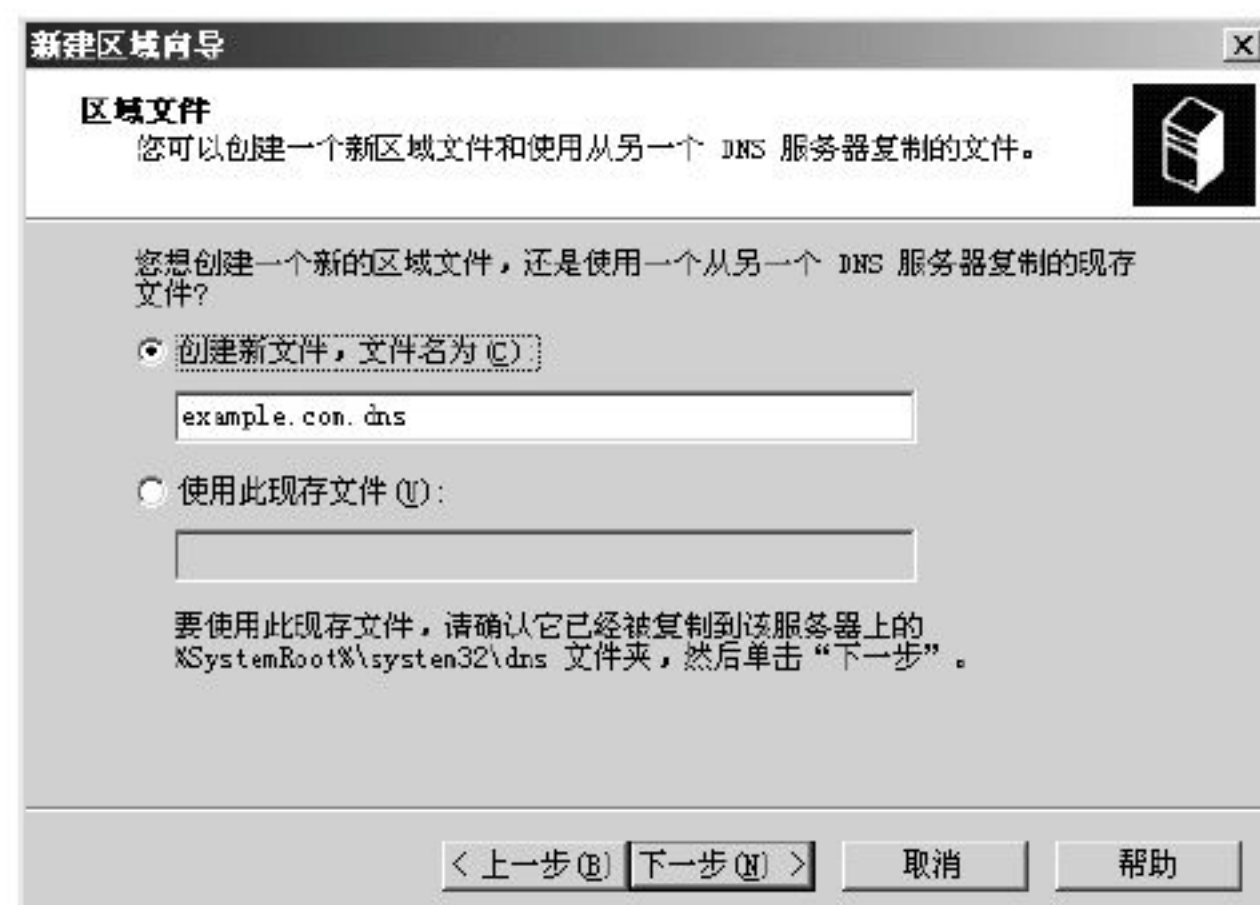 新建区域向导
区域文件
您可以创建一个新区域文件和使用从另一个 DNS 服务器复制的文件。
您想创建一个新的区域文件，还是使用一个从另一个 DNS 服务器复制的现存
文件?
创建新文件，文件名为(C):
example.com.dns
使用此现存文件(U):
要使用此现存文件，请确认它已经被复制到该服务器上的
%SystemRoot%\system32\dns 文件夹，然后单击“下一步”。
< 上一步(B) 下一步(N) > 取消 帮助